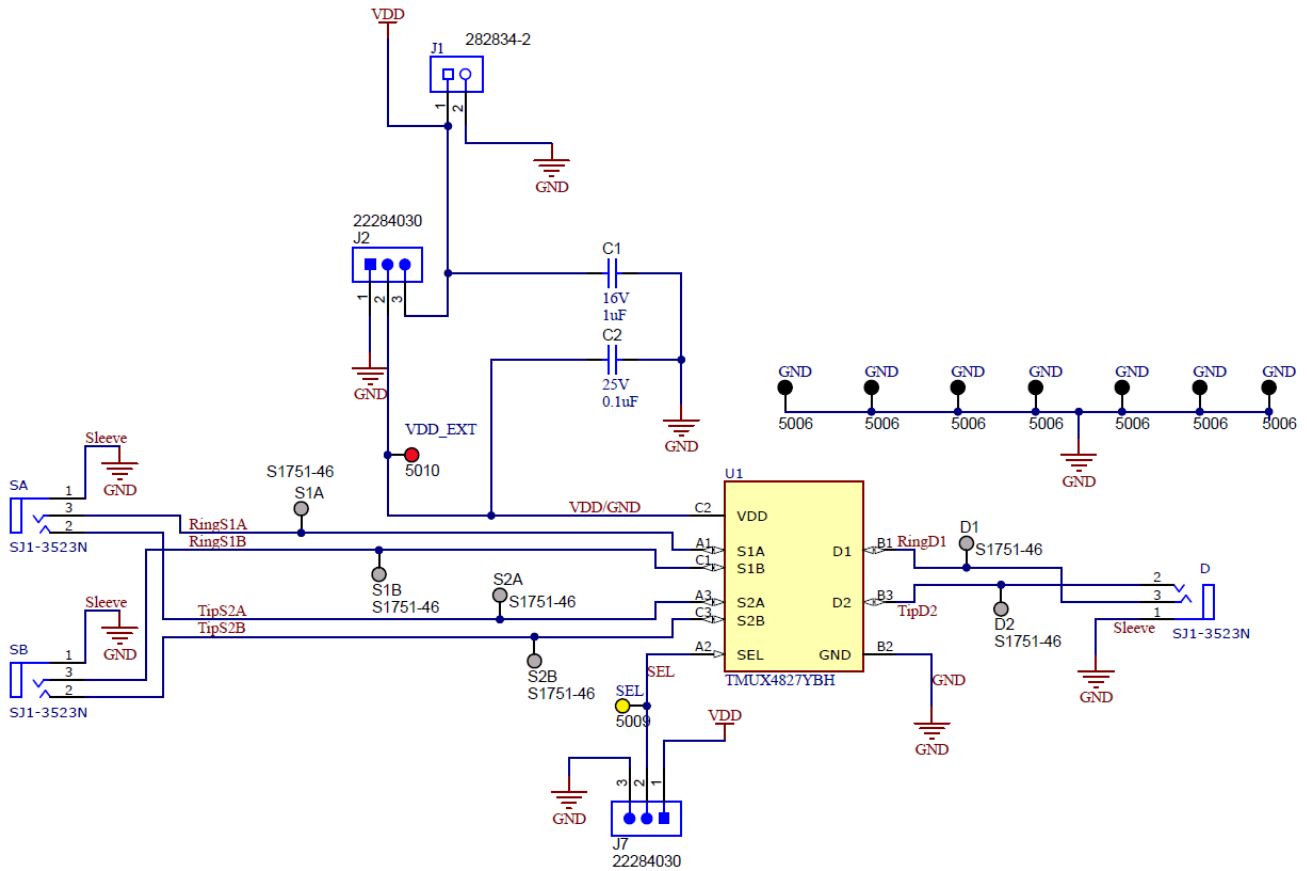 VDD
J1
282834-2
1
2
GND
22284030
J2
1
2
3
GND
C1
16V
1uF
C2
25V
0.1uF
GND
GND GND GND GND GND GND GND
5006 5006 5006 5006 5006 5006 5006
GND
VDD_EXT
5010
Sleeve
GND
SA
1
3
2
SJ1-3523N
S1751-46
S1A
RingS1A
RingS1B
S1B
S1751-46
S2A
S1751-46
Sleeve
GND
TipS2A
TipS2B
SB
1
3
2
SJ1-3523N
S2B
S1751-46
VDD/GND
U1
C2 VDD
A1 S1A
C1 S1B
A3 S2A
C3 S2B
A2 SEL
D1 B1
D2 B3
GND B2
TMUX4827YBH
RingD1
TipD2
GND
GND
D1
S1751-46
D2
S1751-46
D
2
3
1
Sleeve
SJ1-3523N
GND
SEL
SEL
5009
VDD
GND
3
2
1
J7
22284030